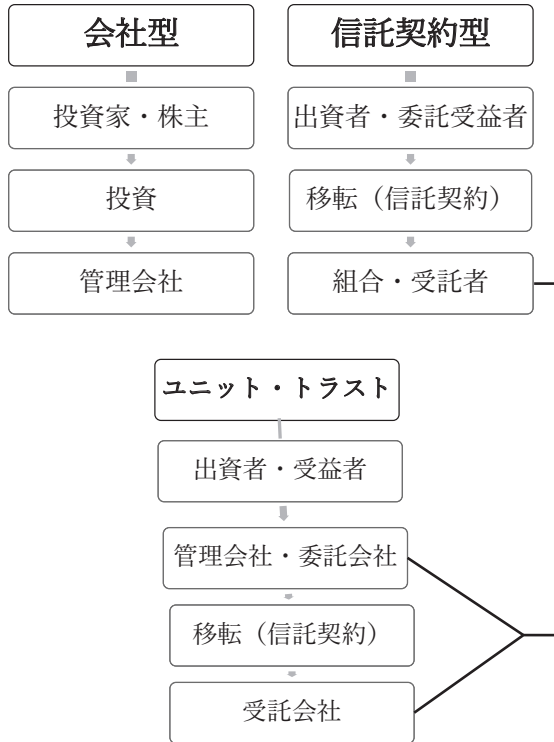 会社型
投資家・株主
投資
管理会社
信託契約型
出資者・委託受益者
移転（信託契約）
組合・受託者
ユニット・トラスト
出資者・受益者
管理会社・委託会社
移転（信託契約）
受託会社